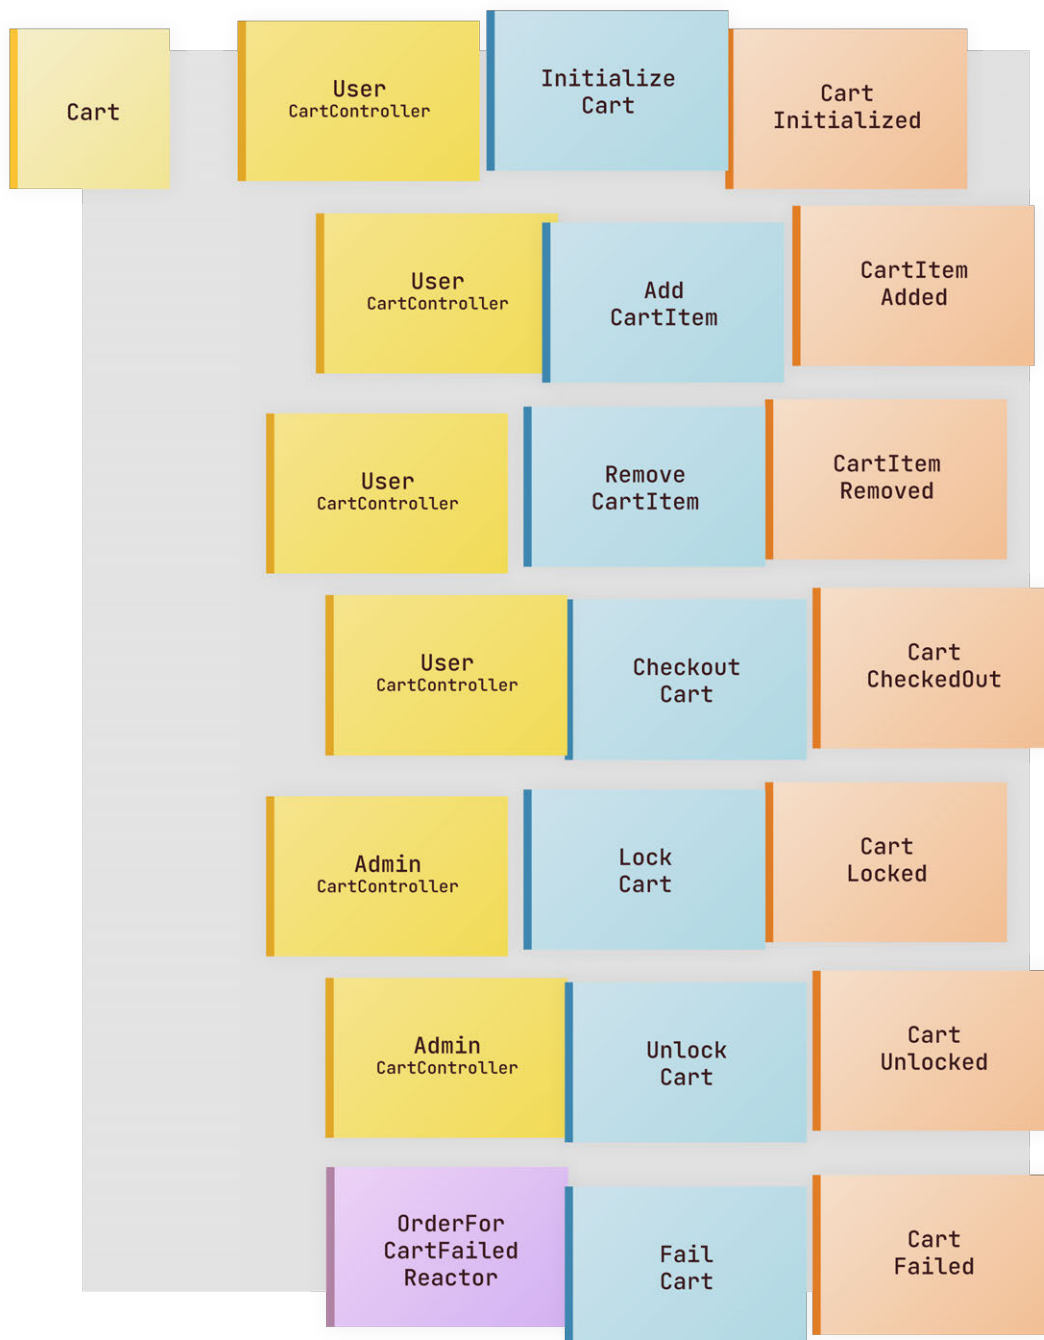 Cart
User
CartController
Initialize
Cart
Cart
Initialized
User
CartController
Add
CartItem
CartItem
Added
User
CartController
Remove
CartItem
CartItem
Removed
User
CartController
Checkout
Cart
Cart
CheckedOut
Admin
CartController
Lock
Cart
Cart
Locked
Admin
CartController
Unlock
Cart
Cart
Unlocked
OrderFor
CartFailed
Reactor
Fail
Cart
Cart
Failed